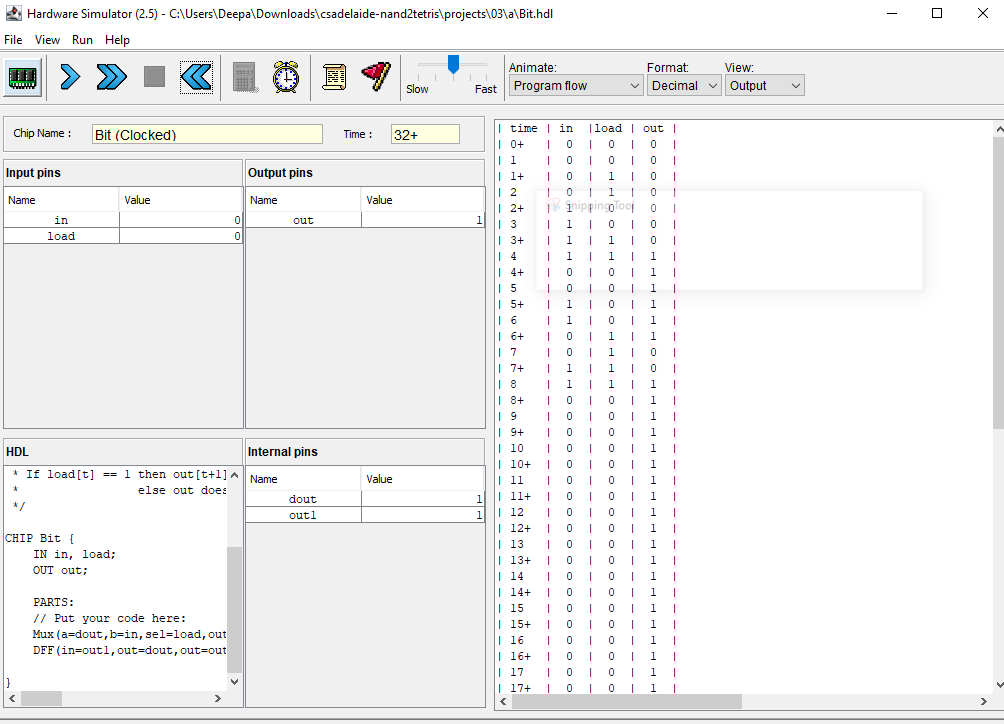 Hardware Simulator (2.5) - C:\Users\Deepa\Downloads\csadelaide-nand2tetris\projects\03\a\Bit.hdl
File View Run Help
Slow Fast
Animate: Format: View:
Program flow Decimal Output
Chip Name : Bit (Clocked) Time : 32+
Input pins
Name Value
in 0
load 0
Output pins
Name Value
out 1
HDL
* If load[t] == 1 then out[t+1]
* else out does
*/
CHIP Bit {
IN in, load;
OUT out;
PARTS:
// Put your code here:
Mux(a=dout,b=in,sel=load,out
DFF(in=out1,out=dout,out=out
}
Internal pins
Name Value
dout 1
out1 1
| time | in |load | out |
| 0+ | 0 | 0 | 0 |
| 1 | 0 | 0 | 0 |
| 1+ | 0 | 1 | 0 |
| 2 | 0 | 1 | 0 |
| 2+ | 1 | 0 | 0 |
Snipping Tool
| 3 | 1 | 0 | 0 |
| 3+ | 1 | 1 | 0 |
| 4 | 1 | 1 | 1 |
| 4+ | 0 | 0 | 1 |
| 5 | 0 | 0 | 1 |
| 5+ | 1 | 0 | 1 |
| 6 | 1 | 0 | 1 |
| 6+ | 0 | 1 | 1 |
| 7 | 0 | 1 | 0 |
| 7+ | 1 | 1 | 0 |
| 8 | 1 | 1 | 1 |
| 8+ | 0 | 0 | 1 |
| 9 | 0 | 0 | 1 |
| 9+ | 0 | 0 | 1 |
| 10 | 0 | 0 | 1 |
| 10+ | 0 | 0 | 1 |
| 11 | 0 | 0 | 1 |
| 11+ | 0 | 0 | 1 |
| 12 | 0 | 0 | 1 |
| 12+ | 0 | 0 | 1 |
| 13 | 0 | 0 | 1 |
| 13+ | 0 | 0 | 1 |
| 14 | 0 | 0 | 1 |
| 14+ | 0 | 0 | 1 |
| 15 | 0 | 0 | 1 |
| 15+ | 0 | 0 | 1 |
| 16 | 0 | 0 | 1 |
| 16+ | 0 | 0 | 1 |
| 17 | 0 | 0 | 1 |
| 17+ | 0 | 0 | 1 |